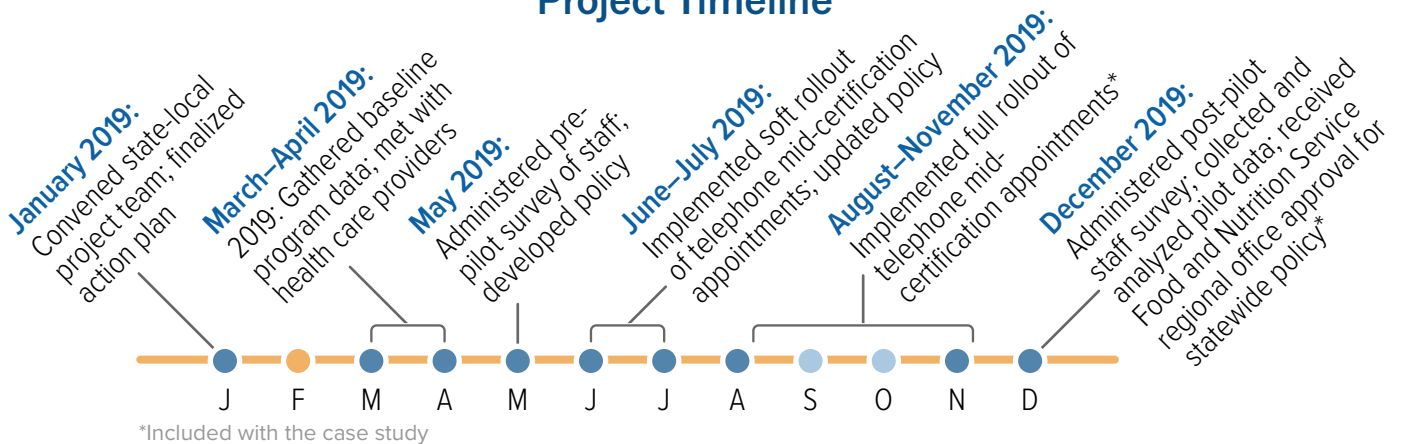 Project Timeline
January 2019:
Convened state-local
project team; finalized
action plan
March–April 2019:
2019: Gathered baseline
program data; met with
health care providers
May 2019:
Administered pre-
pilot survey of staff;
developed policy
June–July 2019:
Implemented soft rollout
of telephone mid-certification
appointments; updated policy
August–November 2019:
Implemented full rollout of
telephone mid-
certification appointments*
December 2019:
Administered post-pilot
staff survey; collected and
analyzed pilot data; received
Food and Nutrition Service
regional office approval for
statewide policy*
J F M A M J J A S O N D
*Included with the case study